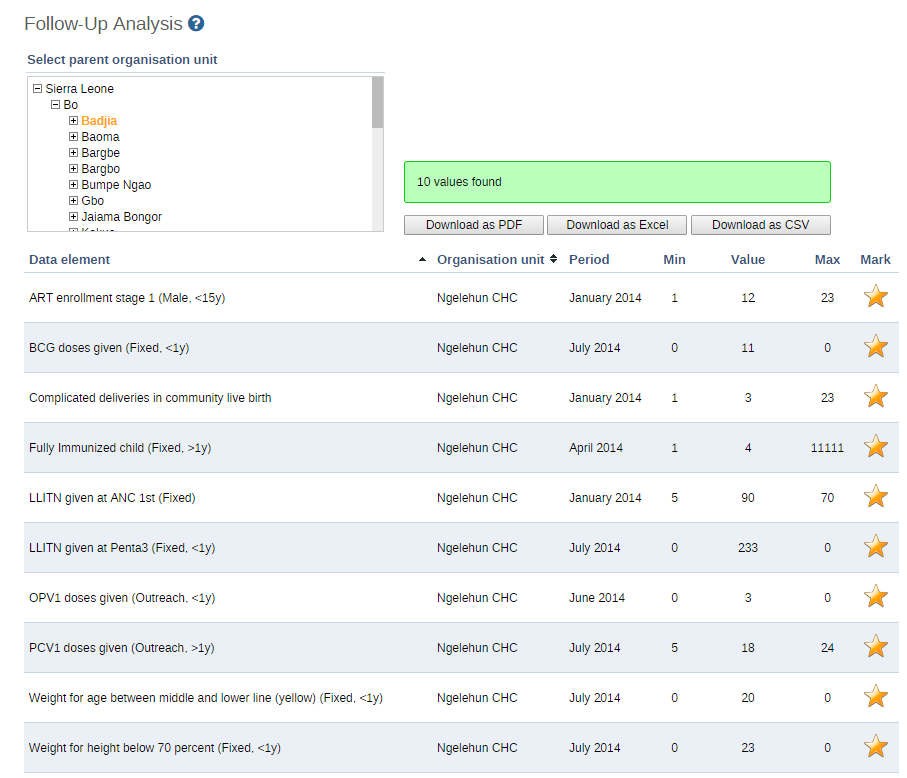 Follow-Up Analysis ?
Select parent organisation unit
Sierra Leone
Bo
Badjia
Baoma
Bargbe
Bargbo
Bumpe Ngao
Gbo
Jaiama Bongor
10 values found
Download as PDF Download as Excel Download as CSV
Data element Organisation unit Period Min Value Max Mark
ART enrollment stage 1 (Male, <15y) Ngelehun CHC January 2014 1 12 23
BCG doses given (Fixed, <1y) Ngelehun CHC July 2014 0 11 0
Complicated deliveries in community live birth Ngelehun CHC January 2014 1 3 23
Fully Immunized child (Fixed, >1y) Ngelehun CHC April 2014 1 4 11111
LLITN given at ANC 1st (Fixed) Ngelehun CHC January 2014 5 90 70
LLITN given at Penta3 (Fixed, <1y) Ngelehun CHC July 2014 0 233 0
OPV1 doses given (Outreach, <1y) Ngelehun CHC June 2014 0 3 0
PCV1 doses given (Outreach, >1y) Ngelehun CHC July 2014 5 18 24
Weight for age between middle and lower line (yellow) (Fixed, <1y) Ngelehun CHC July 2014 0 20 0
Weight for height below 70 percent (Fixed, <1y) Ngelehun CHC July 2014 0 23 0